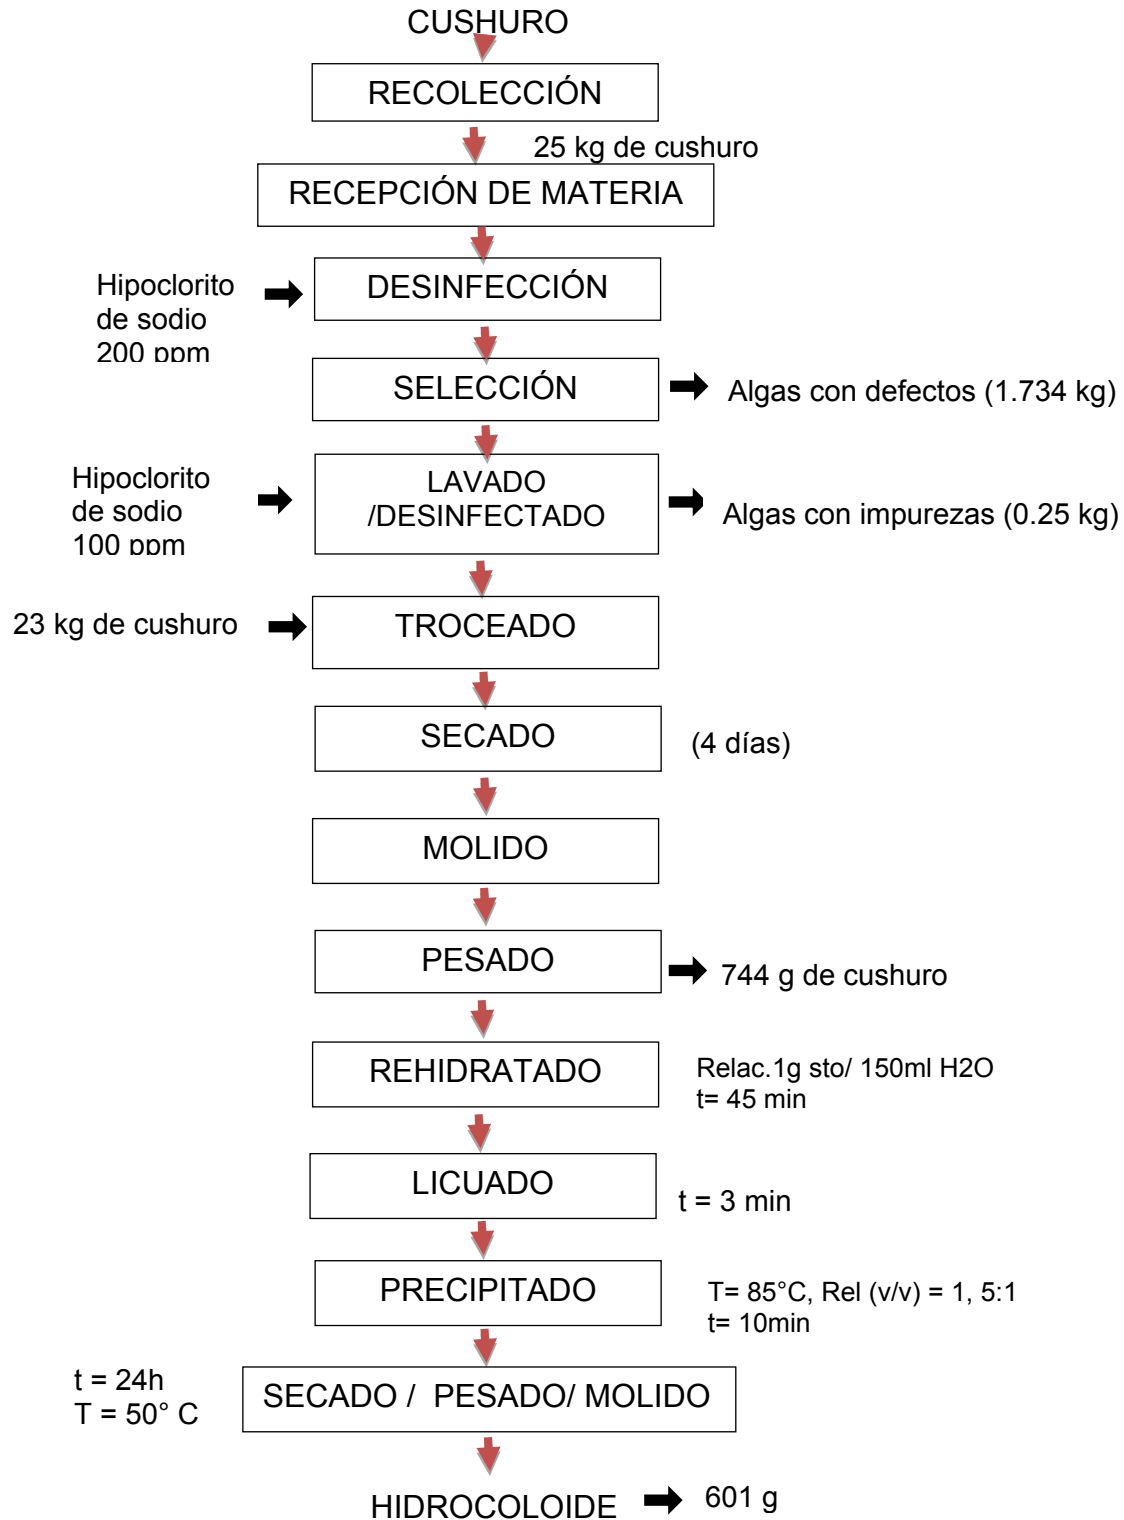 CUSHURO
RECOLECCIÓN
25 kg de cushuro
RECEPCIÓN DE MATERIA
Hipoclorito
de sodio
200 ppm
DESINFECCIÓN
SELECCIÓN
Algas con defectos (1.734 kg)
Hipoclorito
de sodio
100 ppm
LAVADO
/DESINFECTADO
Algas con impurezas (0.25 kg)
23 kg de cushuro
TROCEADO
SECADO
(4 días)
MOLIDO
PESADO
744 g de cushuro
REHIDRATADO
Relac.1g sto/ 150ml H2O
t= 45 min
LICUADO
t = 3 min
PRECIPITADO
T= 85°C, Rel (v/v) = 1, 5:1
t= 10min
t = 24h
T = 50° C
SECADO / PESADO/ MOLIDO
HIDROCOLOIDE
601 g